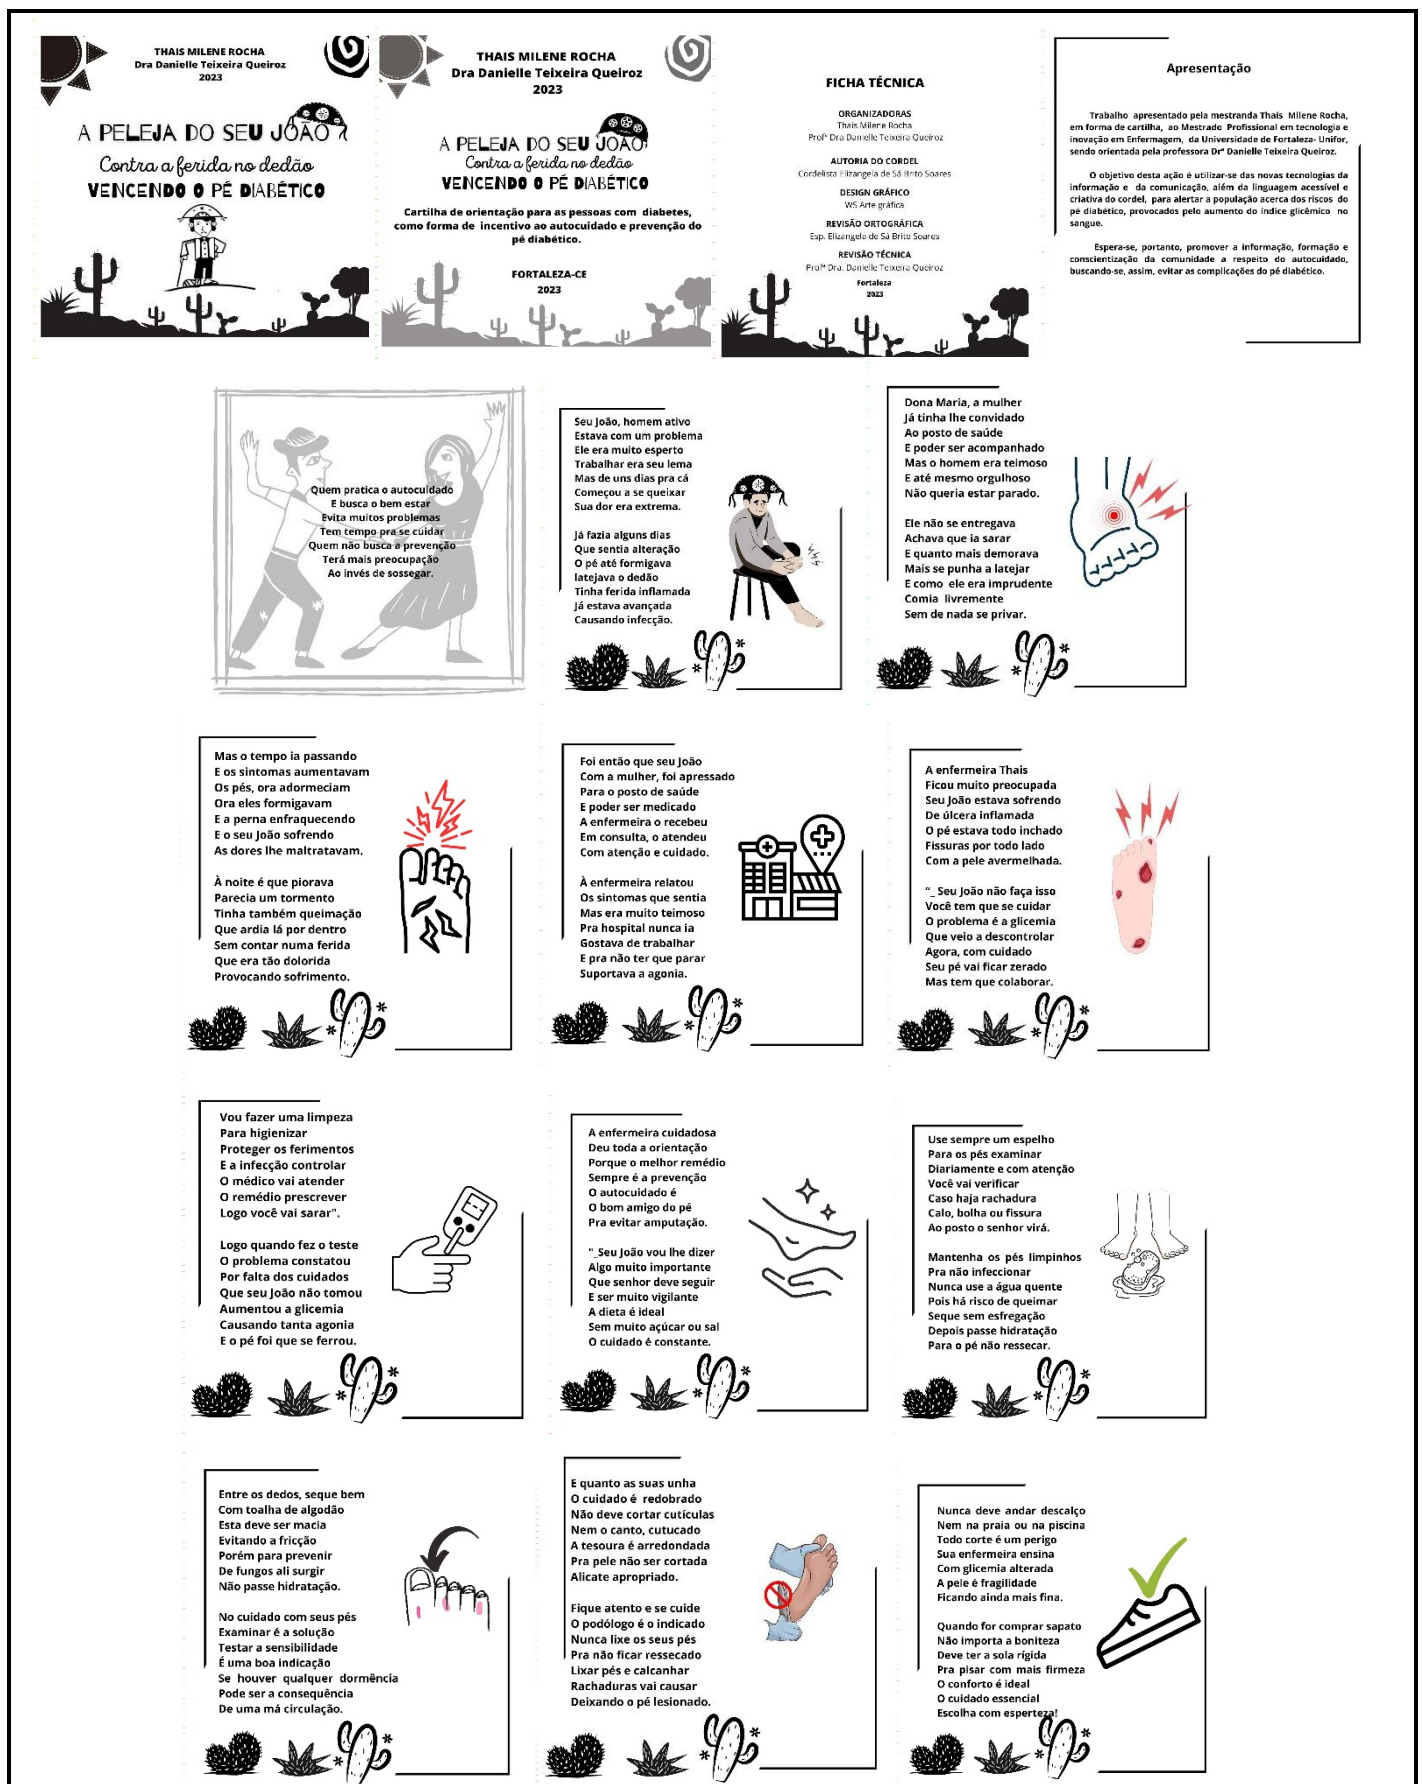 THAIS MILENE ROCHA
Dra Danielle Teixeira Queiroz
2023
A PELEJA DO SEU JOÃO
Contra a ferida no dedão
VENCENDO O PÉ DIABÉTICO
THAIS MILENE ROCHA
Dra Danielle Teixeira Queiroz
2023
A PELEJA DO SEU JOÃO
Contra a ferida no dedão
VENCENDO O PÉ DIABÉTICO
Cartilha de orientação para as pessoas com diabetes,
como forma de incentivo ao autocuidado e prevenção do
pé diabético.
FORTALEZA-CE
2023
FICHA TÉCNICA
ORGANIZADORAS
Thais Milene Rocha
Profª Dra Danielle Teixeira Queiroz
AUTORIA DO CORDEL
Cordelista Elizangela de Sá Brito Soares
DESIGN GRÁFICO
WS Arte gráfica
REVISÃO ORTOGRÁFICA
Esp. Elizangela de Sá Brito Soares
REVISÃO TÉCNICA
Profª Dra. Danielle Teixeira Queiroz
Fortaleza
2023
Apresentação
Trabalho apresentado pela mestranda Thais Milene Rocha,
em forma de cartilha, ao Mestrado Profissional em tecnologia e
inovação em Enfermagem, da Universidade de Fortaleza- Unifor,
sendo orientada pela professora Drª Danielle Teixeira Queiroz.
O objetivo desta ação é utilizar-se das novas tecnologias da
informação e da comunicação, além da linguagem acessível e
criativa do cordel, para alertar a população acerca dos riscos do
pé diabético, provocados pelo aumento do índice glicêmico no
sangue.
Espera-se, portanto, promover a informação, formação e
conscientização da comunidade a respeito do autocuidado,
buscando-se, assim, evitar as complicações do pé diabético.
Quem pratica o autocuidado
E busca o bem estar
Evita muitos problemas
Tem tempo pra se cuidar
Quem não busca a prevenção
Terá mais preocupação
Ao invés de sossegar.
Seu João, homem ativo
Estava com um problema
Ele era muito esperto
Trabalhar era seu lema
Mas de uns dias pra cá
Começou a se queixar
Sua dor era extrema.
Já fazia alguns dias
Que sentia alteração
O pé até formigava
latejava o dedão
Tinha ferida inflamada
Já estava avançada
Causando infecção.
Dona Maria, a mulher
Já tinha lhe convidado
Ao posto de saúde
E poder ser acompanhado
Mas o homem era teimoso
E até mesmo orgulhoso
Não queria estar parado.
Ele não se entregava
Achava que ia sarar
E quanto mais demorava
Mais se punha a latejar
E como ele era imprudente
Comia livremente
Sem de nada se privar.
Mas o tempo ia passando
E os sintomas aumentavam
Os pés, ora adormeciam
Ora eles formigavam
E a perna enfraquecendo
E o seu João sofrendo
As dores lhe maltratavam.
À noite é que piorava
Parecia um tormento
Tinha também queimação
Que ardia lá por dentro
Sem contar numa ferida
Que era tão dolorida
Provocando sofrimento.
Foi então que seu João
Com a mulher, foi apressado
Para o posto de saúde
E poder ser medicado
A enfermeira o recebeu
Em consulta, o atendeu
Com atenção e cuidado.
À enfermeira relatou
Os sintomas que sentia
Mas era muito teimoso
Pra hospital nunca ia
Gostava de trabalhar
E pra não ter que parar
Suportava a agonia.
A enfermeira Thais
Ficou muito preocupada
Seu João estava sofrendo
De úlcera inflamada
O pé estava todo inchado
Fissuras por todo lado
Com a pele avermelhada.
“_ Seu João não faça isso
Você tem que se cuidar
O problema é a glicemia
Que veio a descontrolar
Agora, com cuidado
Seu pé vai ficar zerado
Mas tem que colaborar.
Vou fazer uma limpeza
Para higienizar
Proteger os ferimentos
E a infecção controlar
O médico vai atender
O remédio prescrever
Logo você vai sarar".
Logo quando fez o teste
O problema constatou
Por falta dos cuidados
Que seu João não tomou
Aumentou a glicemia
Causando tanta agonia
E o pé foi que se ferrou.
A enfermeira cuidadosa
Deu toda a orientação
Porque o melhor remédio
Sempre é a prevenção
O autocuidado é
O bom amigo do pé
Pra evitar amputação.
"_Seu João vou lhe dizer
Algo muito importante
Que senhor deve seguir
E ser muito vigilante
A dieta é ideal
Sem muito açúcar ou sal
O cuidado é constante.
Use sempre um espelho
Para os pés examinar
Diariamente e com atenção
Você vai verificar
Caso haja rachadura
Calo, bolha ou fissura
Ao posto o senhor virá.
Mantenha os pés limpinhos
Pra não infeccionar
Nunca use a água quente
Pois há risco de queimar
Seque sem esfregação
Depois passe hidratação
Para o pé não ressecar.
Entre os dedos, seque bem
Com toalha de algodão
Esta deve ser macia
Evitando a fricção
Porém para prevenir
De fungos ali surgir
Não passe hidratação.
No cuidado com seus pés
Examinar é a solução
Testar a sensibilidade
É uma boa indicação
Se houver qualquer dormência
Pode ser a consequência
De uma má circulação.
E quanto as suas unha
O cuidado é redobrado
Não deve cortar cutículas
Nem o canto, cutucado
A tesoura é arredondada
Pra pele não ser cortada
Alicate apropriado.
Fique atento e se cuide
O podólogo é o indicado
Nunca lixe os seus pés
Pra não ficar ressecado
Lixar pés e calcanhar
Rachaduras vai causar
Deixando o pé lesionado.
Nunca deve andar descalço
Nem na praia ou na piscina
Todo corte é um perigo
Sua enfermeira ensina
Com glicemia alterada
A pele é fragilidade
Ficando ainda mais fina.
Quando for comprar sapato
Não importa a boniteza
Deve ter a sola rígida
Pra pisar com mais firmeza
O conforto é ideal
O cuidado essencial
Escolha com esperteza!